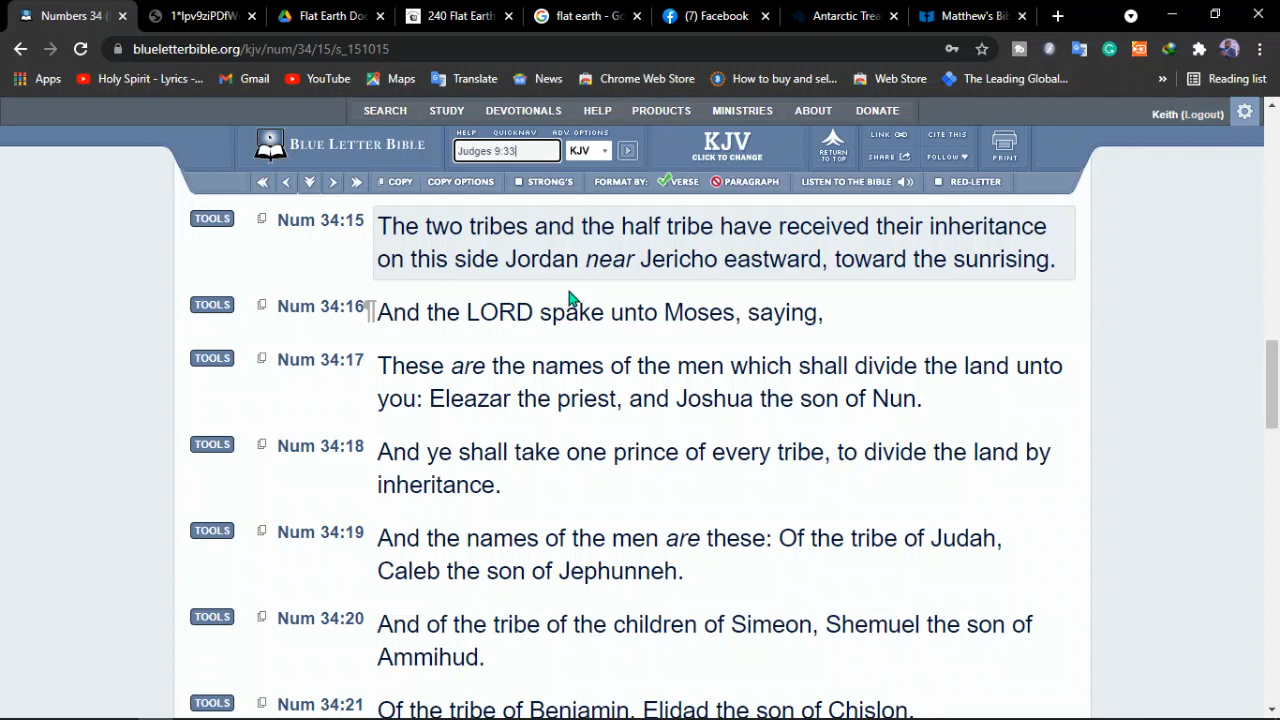 Numbers 34 (
1*Ipv9ziPDfW
Flat Earth Doc
240 Flat Earth
flat earth - Go
(7) Facebook
Antarctic Trea
Matthew's Bib
blueletterbible.org/kjv/num/34/15/s_151015
Apps
Holy Spirit - Lyrics -...
Gmail
YouTube
Maps
Translate
News
Chrome Web Store
How to buy and sel...
Web Store
The Leading Global...
»
Reading list
SEARCH STUDY DEVOTIONALS HELP PRODUCTS MINISTRIES ABOUT DONATE
Keith (Logout)
BLUE LETTER BIBLE
HELP QUICKNAV ADV. OPTIONS
Judges 9:33
KJV
KJV
CLICK TO CHANGE
RETURN
TO TOP
LINK
CITE THIS
SHARE
FOLLOW
PRINT
COPY COPY OPTIONS STRONG'S FORMAT BY: VERSE PARAGRAPH LISTEN TO THE BIBLE RED-LETTER
TOOLS Num 34:15 The two tribes and the half tribe have received their inheritance
on this side Jordan near Jericho eastward, toward the sunrising.
TOOLS Num 34:16 ¶ And the LORD spake unto Moses, saying,
TOOLS Num 34:17 These are the names of the men which shall divide the land unto
you: Eleazar the priest, and Joshua the son of Nun.
TOOLS Num 34:18 And ye shall take one prince of every tribe, to divide the land by
inheritance.
TOOLS Num 34:19 And the names of the men are these: Of the tribe of Judah,
Caleb the son of Jephunneh.
TOOLS Num 34:20 And of the tribe of the children of Simeon, Shemuel the son of
Ammihud.
TOOLS Num 34:21 Of the tribe of Benjamin, Elidad the son of Chislon.